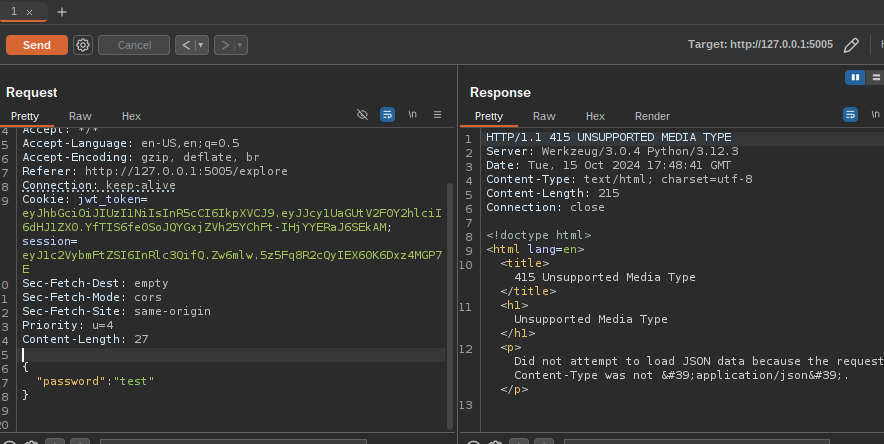 1 × +
Send Cancel < > Target: http://127.0.0.1:5005 H
Request
Pretty Raw Hex \n
4 Accept: */*
5 Accept-Language: en-US,en;q=0.5
6 Accept-Encoding: gzip, deflate, br
7 Referer: http://127.0.0.1:5005/explore
8 Connection: keep-alive
9 Cookie: jwt_token=
eyJhbGciOiJIUzI1NiIsInR5cCI6IkpXVCJ9.eyJJcy1UaGUtV2F0Y2hlciI
6dHJ1ZX0.YfTIS6feOSoJQYGxjZVh25YChFt-IHjYYERaJ6SEkAM;
session=
eyJ1c2VybmFtZSI6InRlc3QifQ.Zw6mlw.5z5Fq8R2cQyIEX6OK6Dxz4MGP7
E
0 Sec-Fetch-Dest: empty
1 Sec-Fetch-Mode: cors
2 Sec-Fetch-Site: same-origin
3 Priority: u=4
4 Content-Length: 27
5
6 {
7 "password":"test"
8 }
9
20
Response
Pretty Raw Hex Render \n
1 HTTP/1.1 415 UNSUPPORTED MEDIA TYPE
2 Server: Werkzeug/3.0.4 Python/3.12.3
3 Date: Tue, 15 Oct 2024 17:48:41 GMT
4 Content-Type: text/html; charset=utf-8
5 Content-Length: 215
6 Connection: close
7
8 <!doctype html>
9 <html lang=en>
10 <title>
415 Unsupported Media Type
</title>
11 <h1>
Unsupported Media Type
</h1>
12 <p>
Did not attempt to load JSON data because the request
Content-Type was not &#39;application/json&#39;.
</p>
13